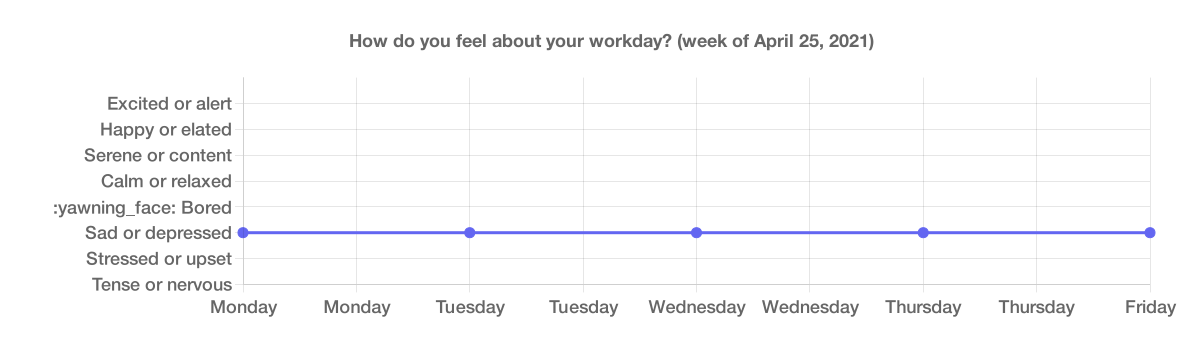 How do you feel about your workday? (week of April 25, 2021)
Excited or alert
Happy or elated
Serene or content
Calm or relaxed
:yawning_face: Bored
Sad or depressed
Stressed or upset
Tense or nervous
Monday Monday Tuesday Tuesday Wednesday Wednesday Thursday Thursday Friday